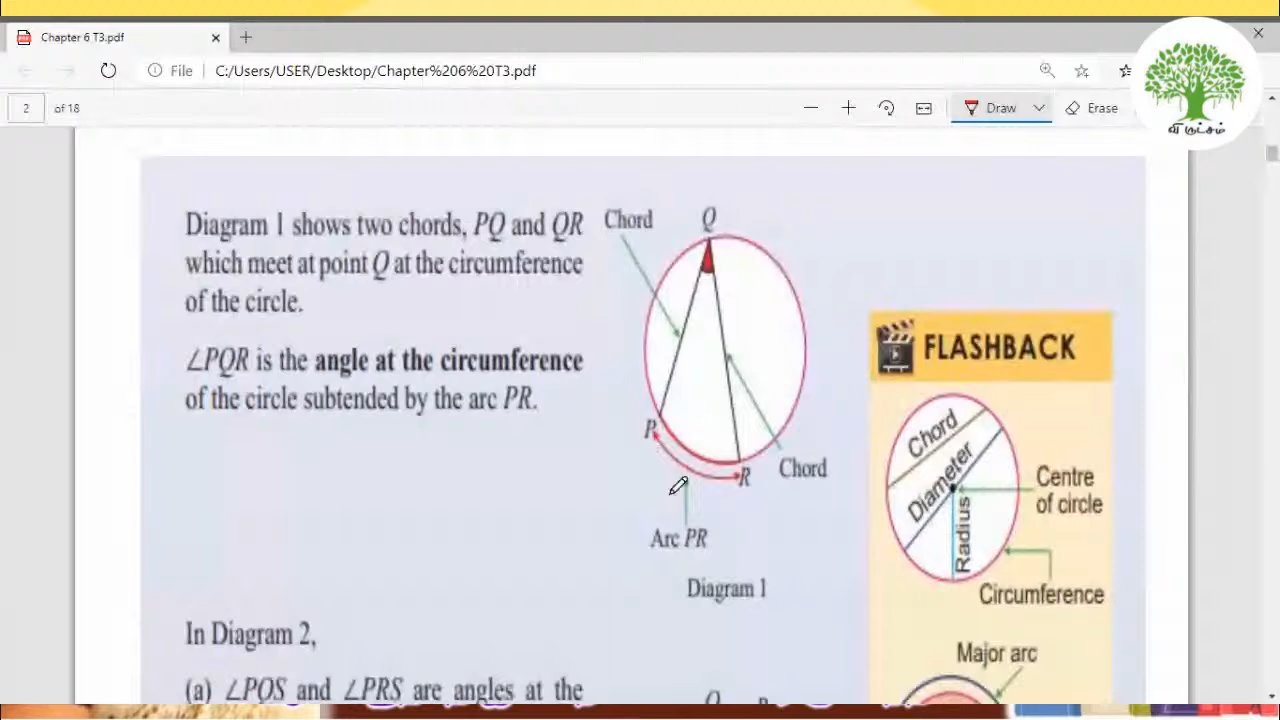 Chapter 6 T3.pdf
File
C:/Users/USER/Desktop/Chapter%206%20T3.pdf
2
of 18
Draw
Erase
விருட்சம்
Diagram 1 shows two chords, PQ and QR
which meet at point Q at the circumference
of the circle.
∠PQR is the angle at the circumference
of the circle subtended by the arc PR.
Chord
Q
P
R
Chord
Arc PR
Diagram 1
FLASHBACK
Chord
Diameter
Radius
Centre
of circle
Circumference
Major arc
In Diagram 2,
(a) ∠PQS and ∠PRS are angles at the
Q